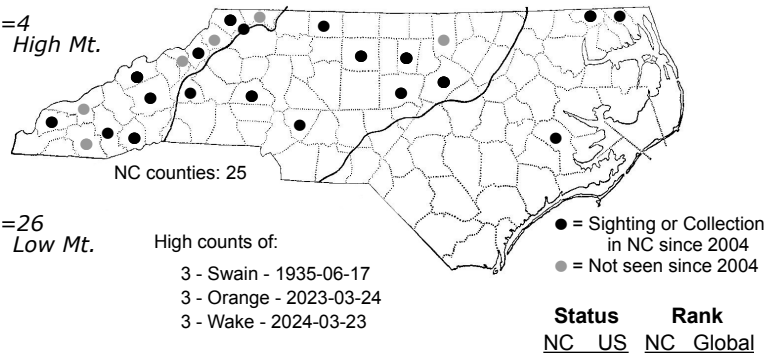 =4
High Mt.
NC counties: 25
=26
Low Mt.
High counts of:
3 - Swain - 1935-06-17
3 - Orange - 2023-03-24
3 - Wake - 2024-03-23
= Sighting or Collection
in NC since 2004
= Not seen since 2004
Status Rank
NC US NC Global